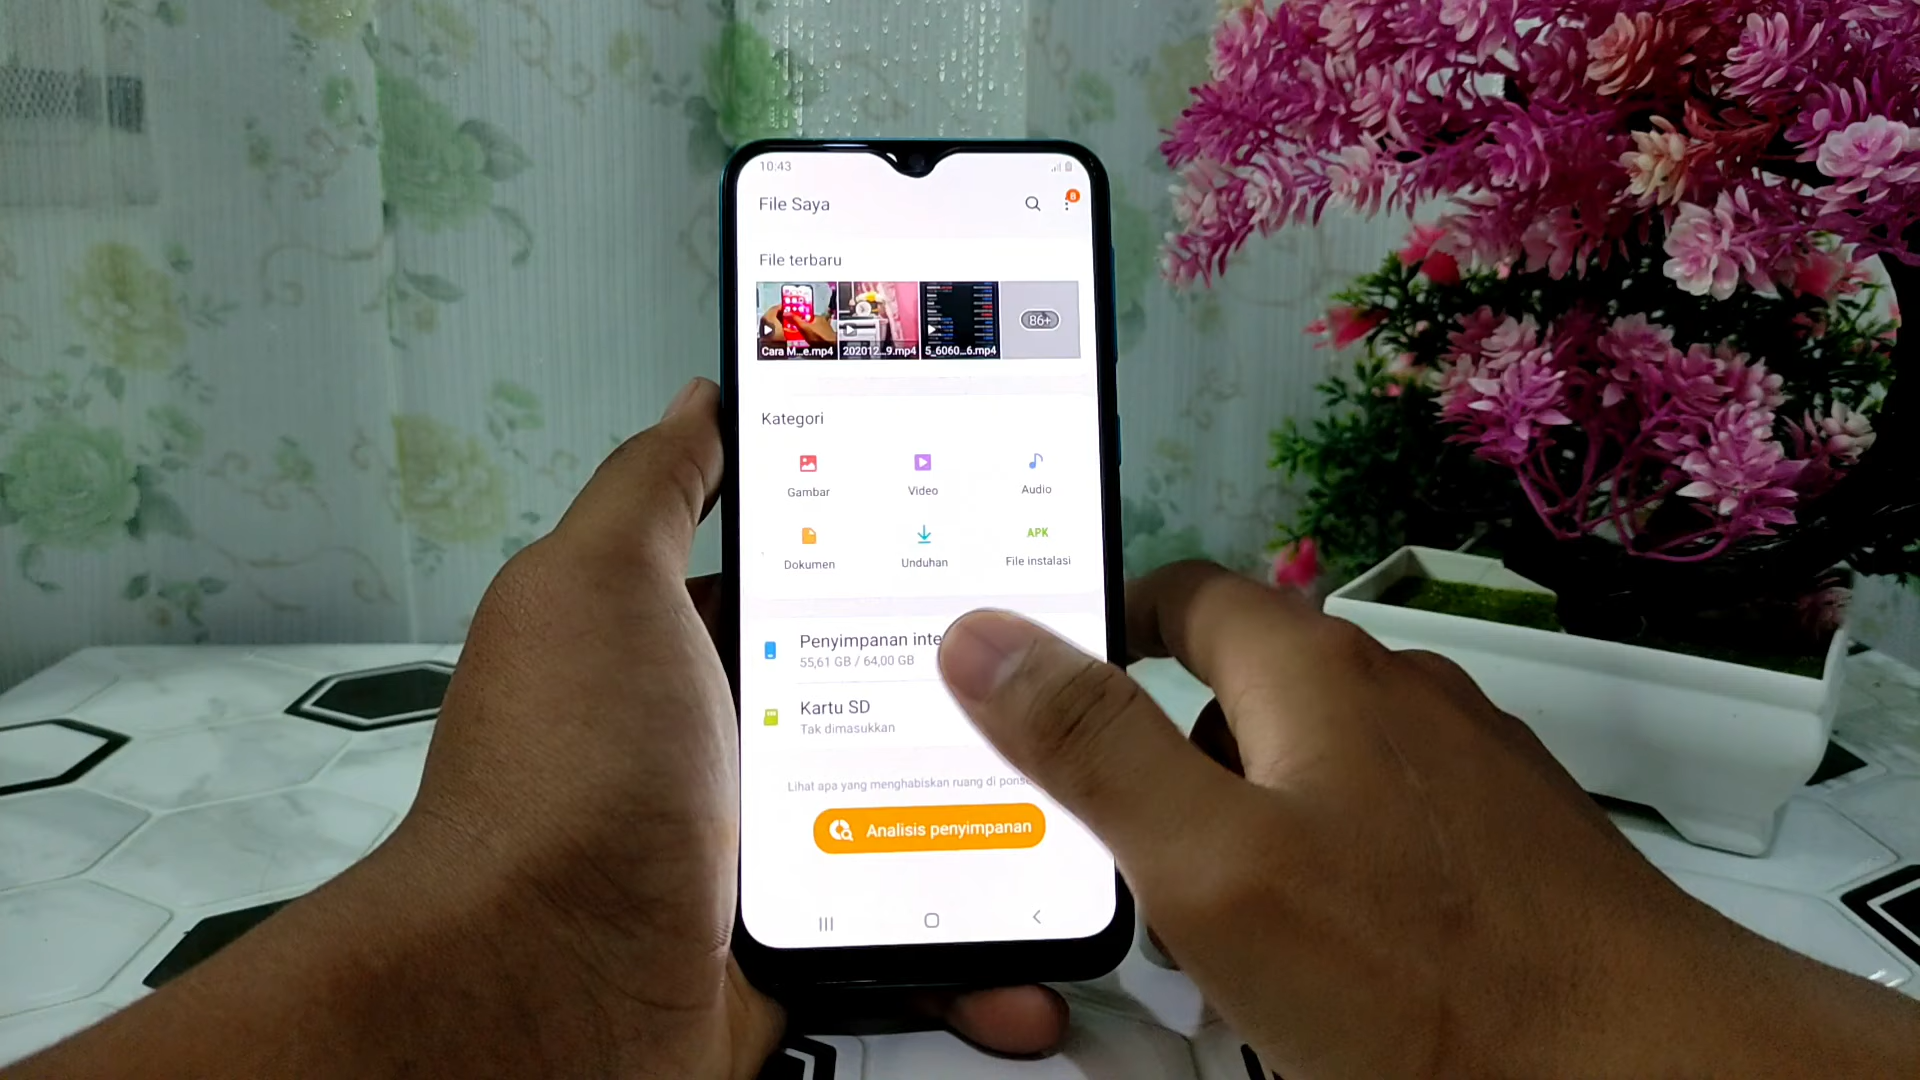 10:43
File Saya
8
File terbaru
Cara M...e.mp4
202012...9.mp4
5_6060...6.mp4
86+
Kategori
Gambar
Video
Audio
Dokumen
Unduhan
APK
File instalasi
Penyimpanan inte
55,61 GB / 64,00 GB
Kartu SD
Tak dimasukkan
Lihat apa yang menghabiskan ruang di ponse
Analisis penyimpanan